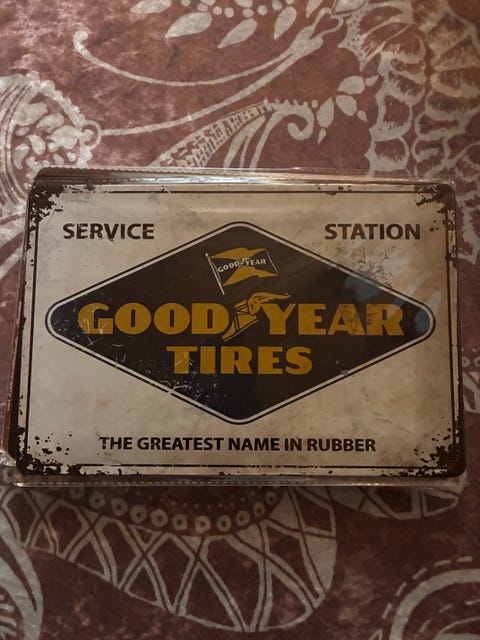 SERVICE STATION
GOOD YEAR
GOOD YEAR
TIRES
THE GREATEST NAME IN RUBBER